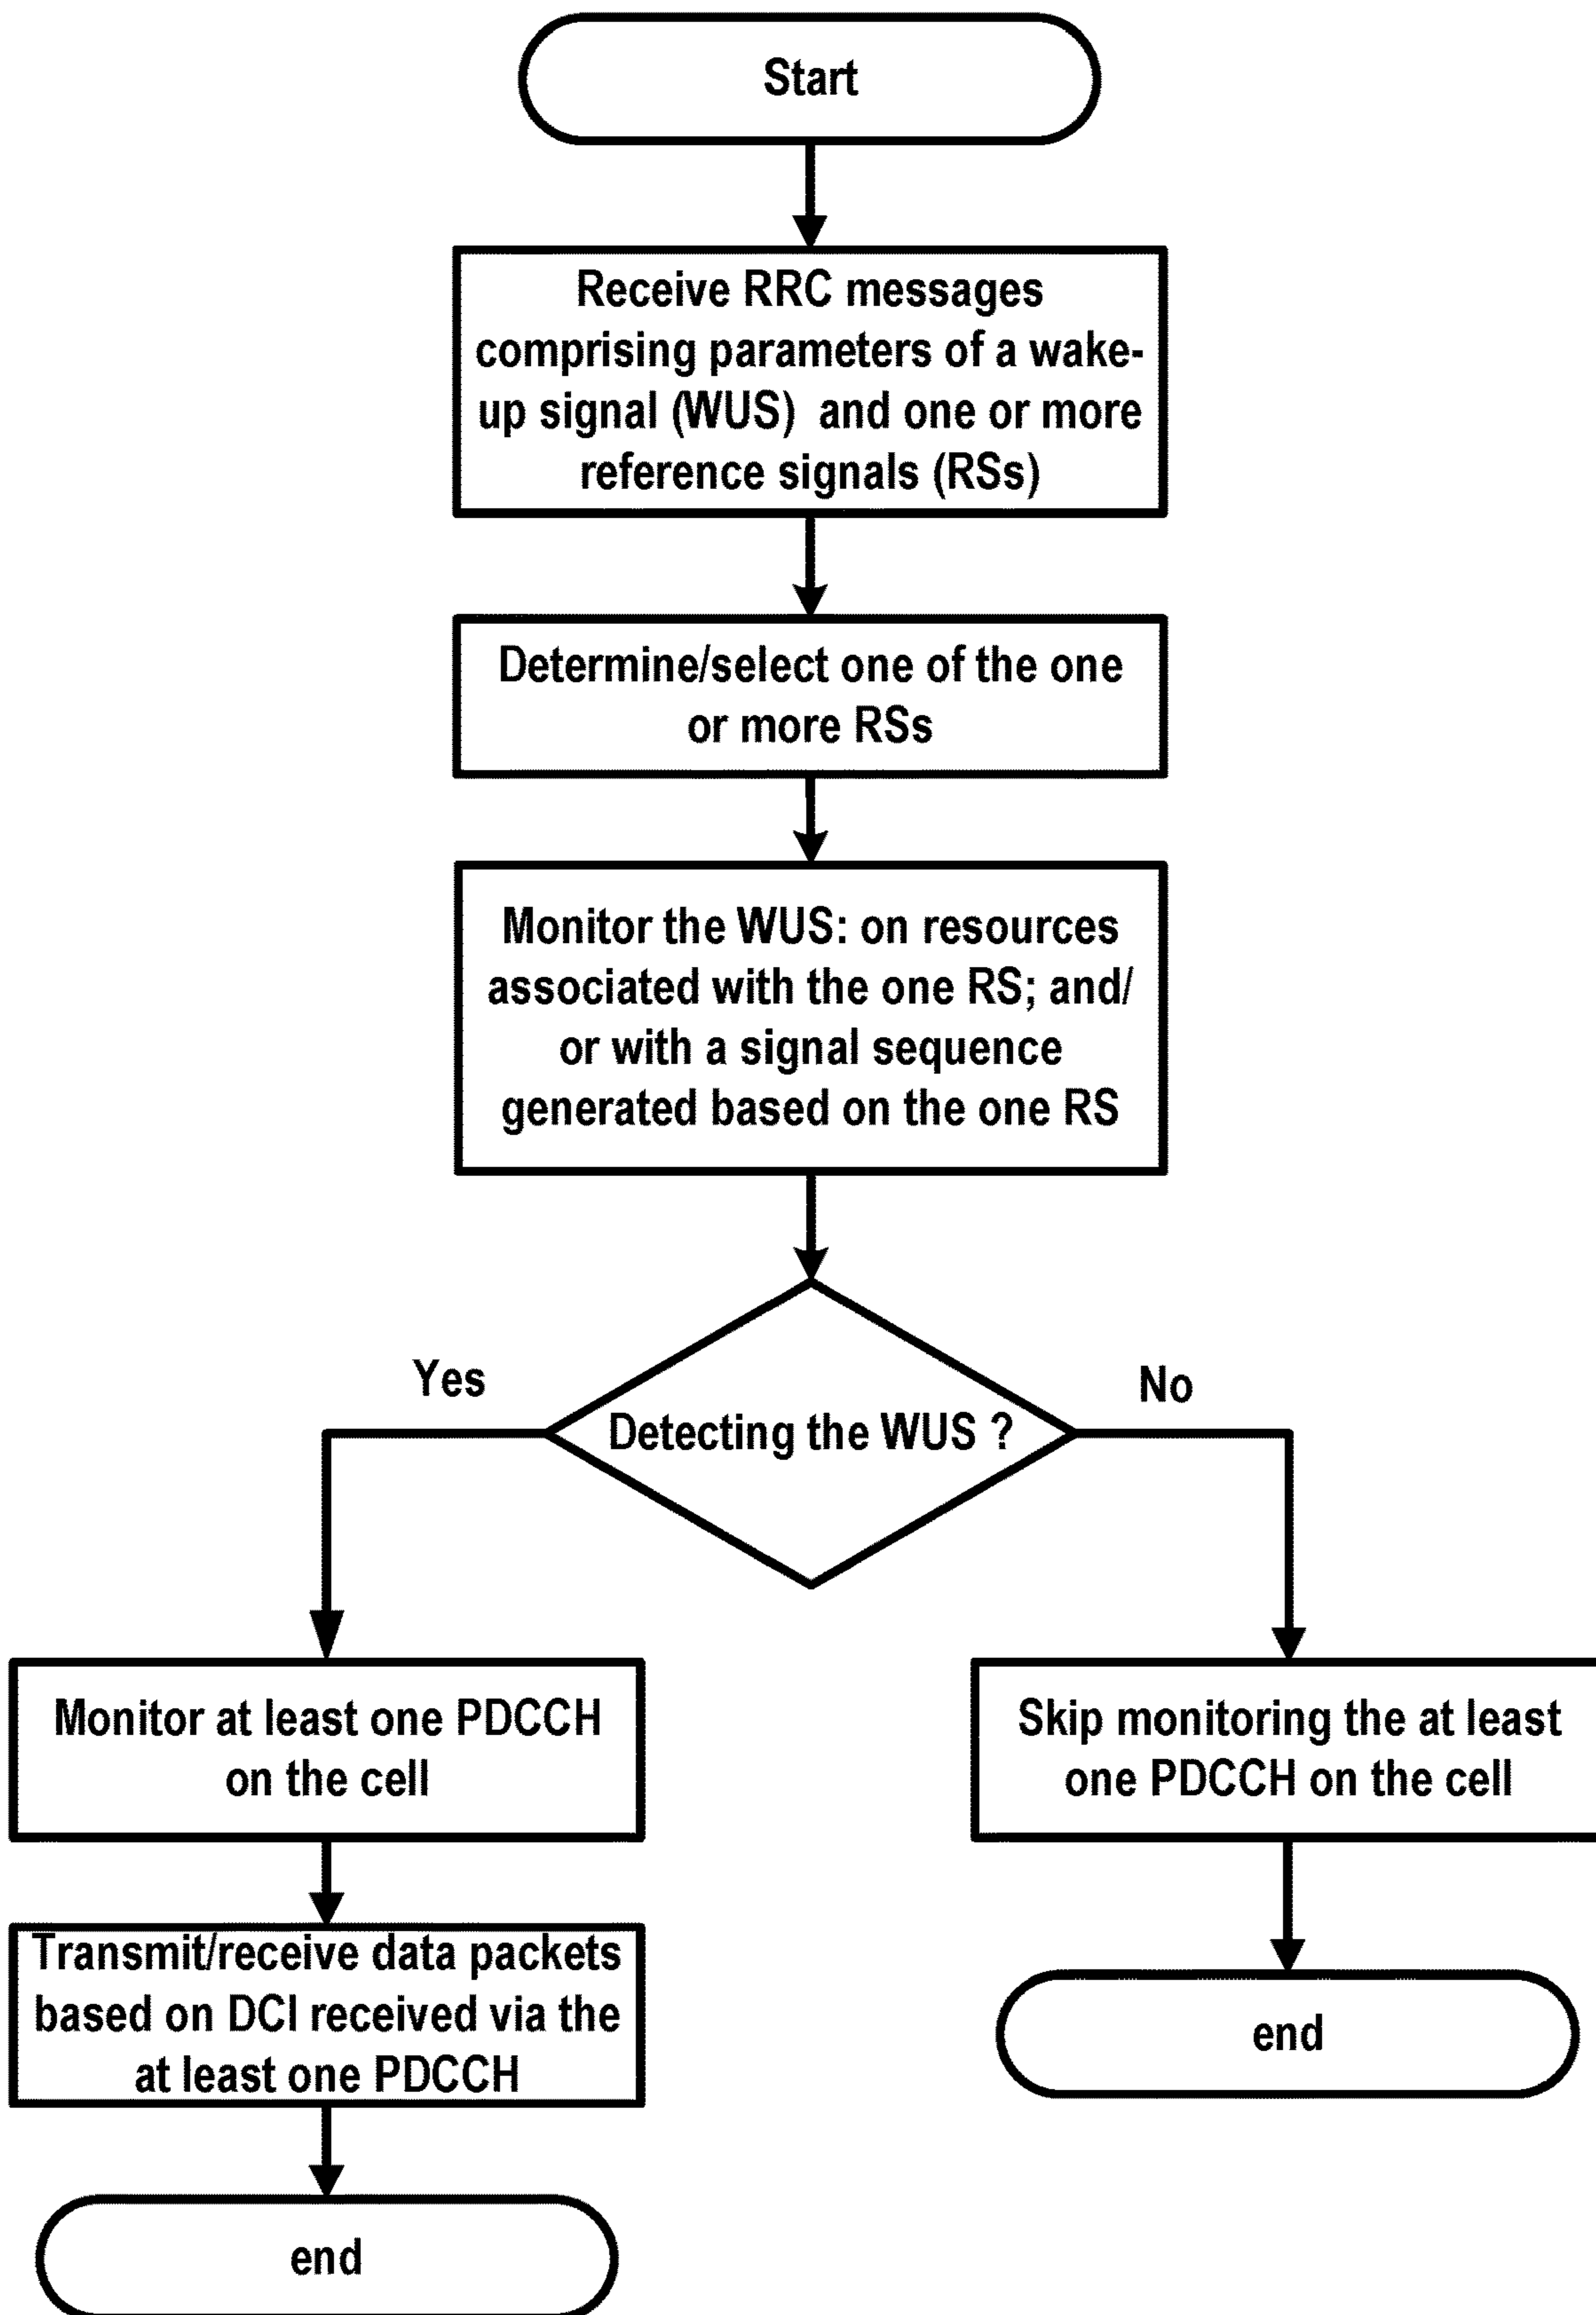 Start
Receive RRC messages
comprising parameters of a wake-
up signal (WUS) and one or more
reference signals (RSs)
Determine/select one of the one
or more RSs
Monitor the WUS: on resources
associated with the one RS; and/
or with a signal sequence
generated based on the one RS
Yes
No
Detecting the WUS ?
Monitor at least one PDCCH
on the cell
Skip monitoring the at least
one PDCCH on the cell
Transmit/receive data packets
based on DCI received via the
at least one PDCCH
end
end